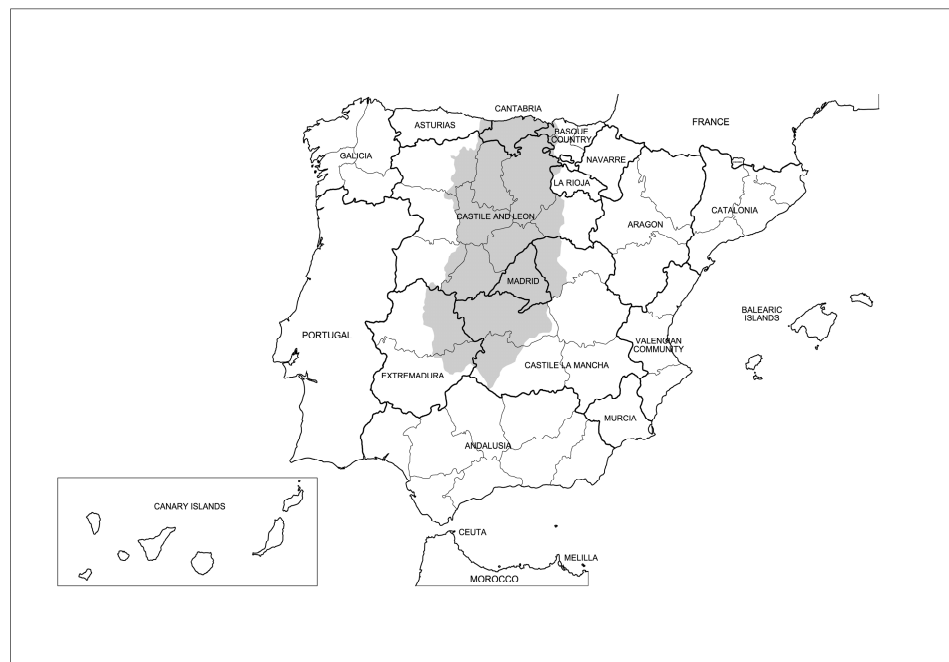 CANTABRIA
FRANCE
ASTURIAS
BASQUE
COUNTRY
GALICIA
NAVARRE
LA RIOJA
CASTILE AND LEON
ARAGON
CATALONIA
MADRID
BALEARIC
ISLANDS
PORTUGAL
VALENCIAN
COMMUNITY
EXTREMADURA
CASTILE LA MANCHA
MURCIA
ANDALUSIA
CANARY ISLANDS
CEUTA
MELILLA
MOROCCO